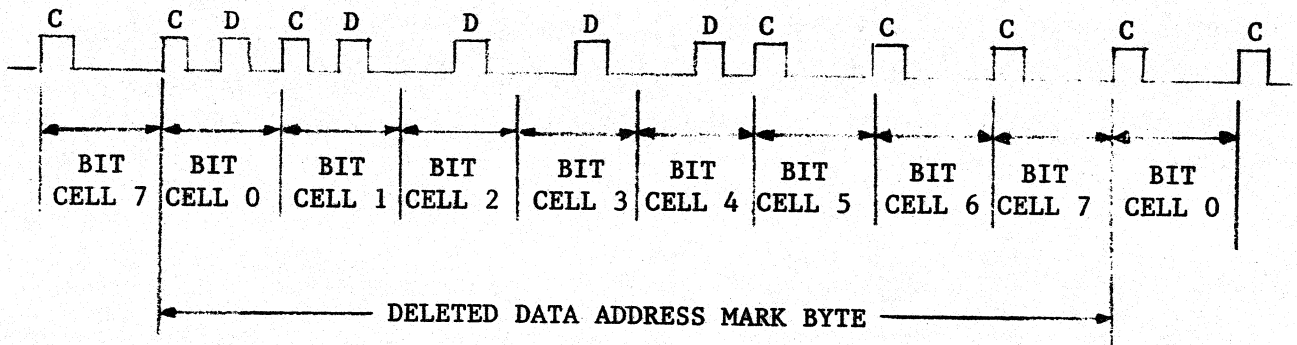 C C D C D D D D C C C C C
BIT BIT BIT BIT BIT BIT BIT BIT BIT BIT
CELL 7 CELL 0 CELL 1 CELL 2 CELL 3 CELL 4 CELL 5 CELL 6 CELL 7 CELL 0
DELETED DATA ADDRESS MARK BYTE